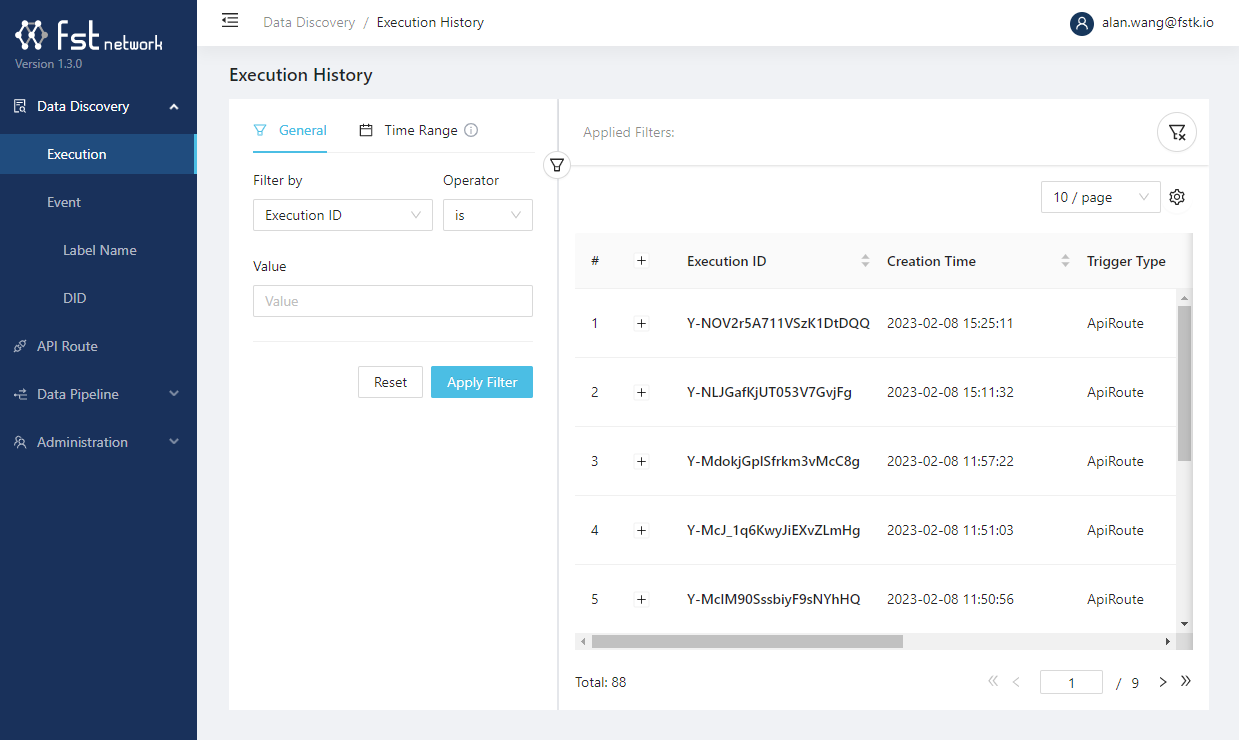 fst network
Version 1.3.0
Data Discovery
Execution
Event
Label Name
DID
API Route
Data Pipeline
Administration
Data Discovery / Execution History
alan.wang@fstk.io
Execution History
General
Time Range
Filter by
Operator
Execution ID
is
Value
Value
Reset
Apply Filter
Applied Filters:
10 / page
# + Execution ID Creation Time Trigger Type
1 + Y-NOV2r5A711VSzK1DtDQQ 2023-02-08 15:25:11 ApiRoute
2 + Y-NLJGafKjUT053V7GvjFg 2023-02-08 15:11:32 ApiRoute
3 + Y-MdokjGplSfrkm3vMcC8g 2023-02-08 11:57:22 ApiRoute
4 + Y-McJ_1q6KwyJiEXvZLmHg 2023-02-08 11:51:03 ApiRoute
5 + Y-McIM90SssbiyF9sNYhHQ 2023-02-08 11:50:56 ApiRoute
Total: 88
« < 1 / 9 > »